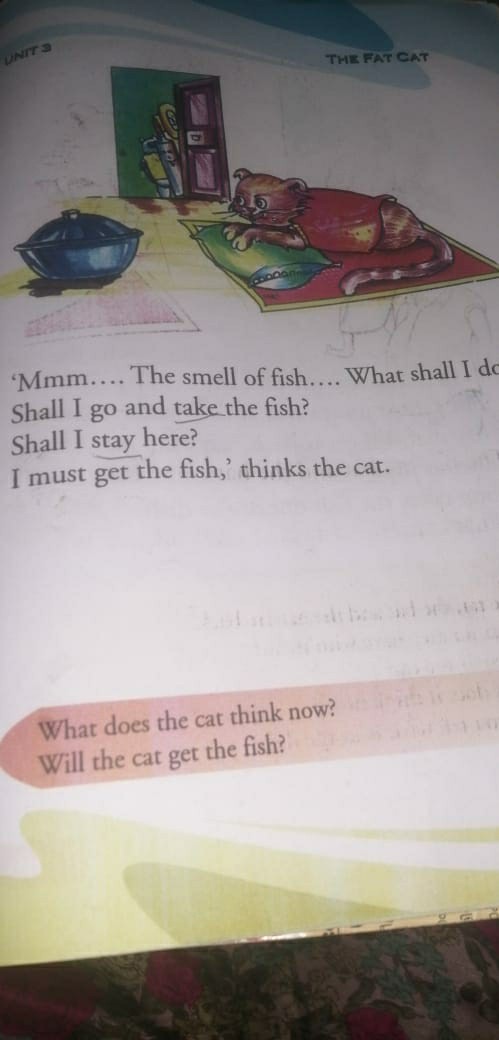 UNIT 3
THE FAT CAT
‘Mmm.... The smell of fish.... What shall I do
Shall I go and take the fish?
Shall I stay here?
I must get the fish,’ thinks the cat.
What does the cat think now?
Will the cat get the fish?